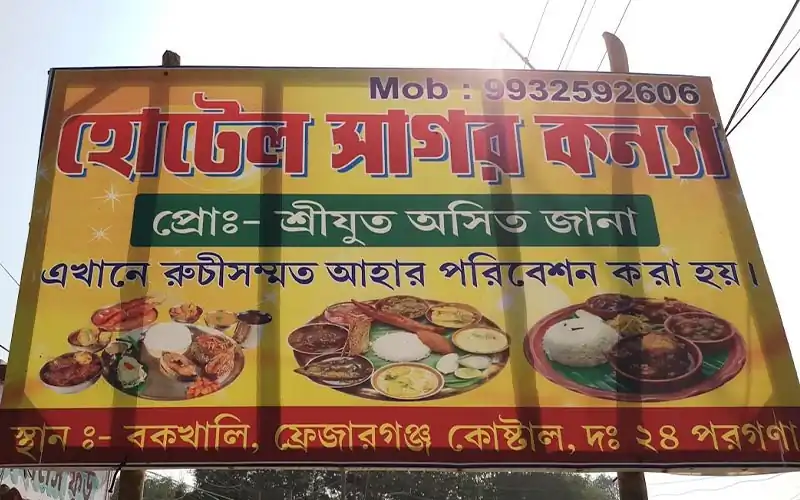 Mob : 9932592606
হোটেল সাগর কন্যা
প্রোঃ- শ্রীযুত অসিত জানা
এখানে রুচীসম্মত আহার পরিবেশন করা হয়।
স্থান ঃ- বকখালি, ফ্রেজারগঞ্জ কোষ্টাল, দঃ ২৪ পরগণা